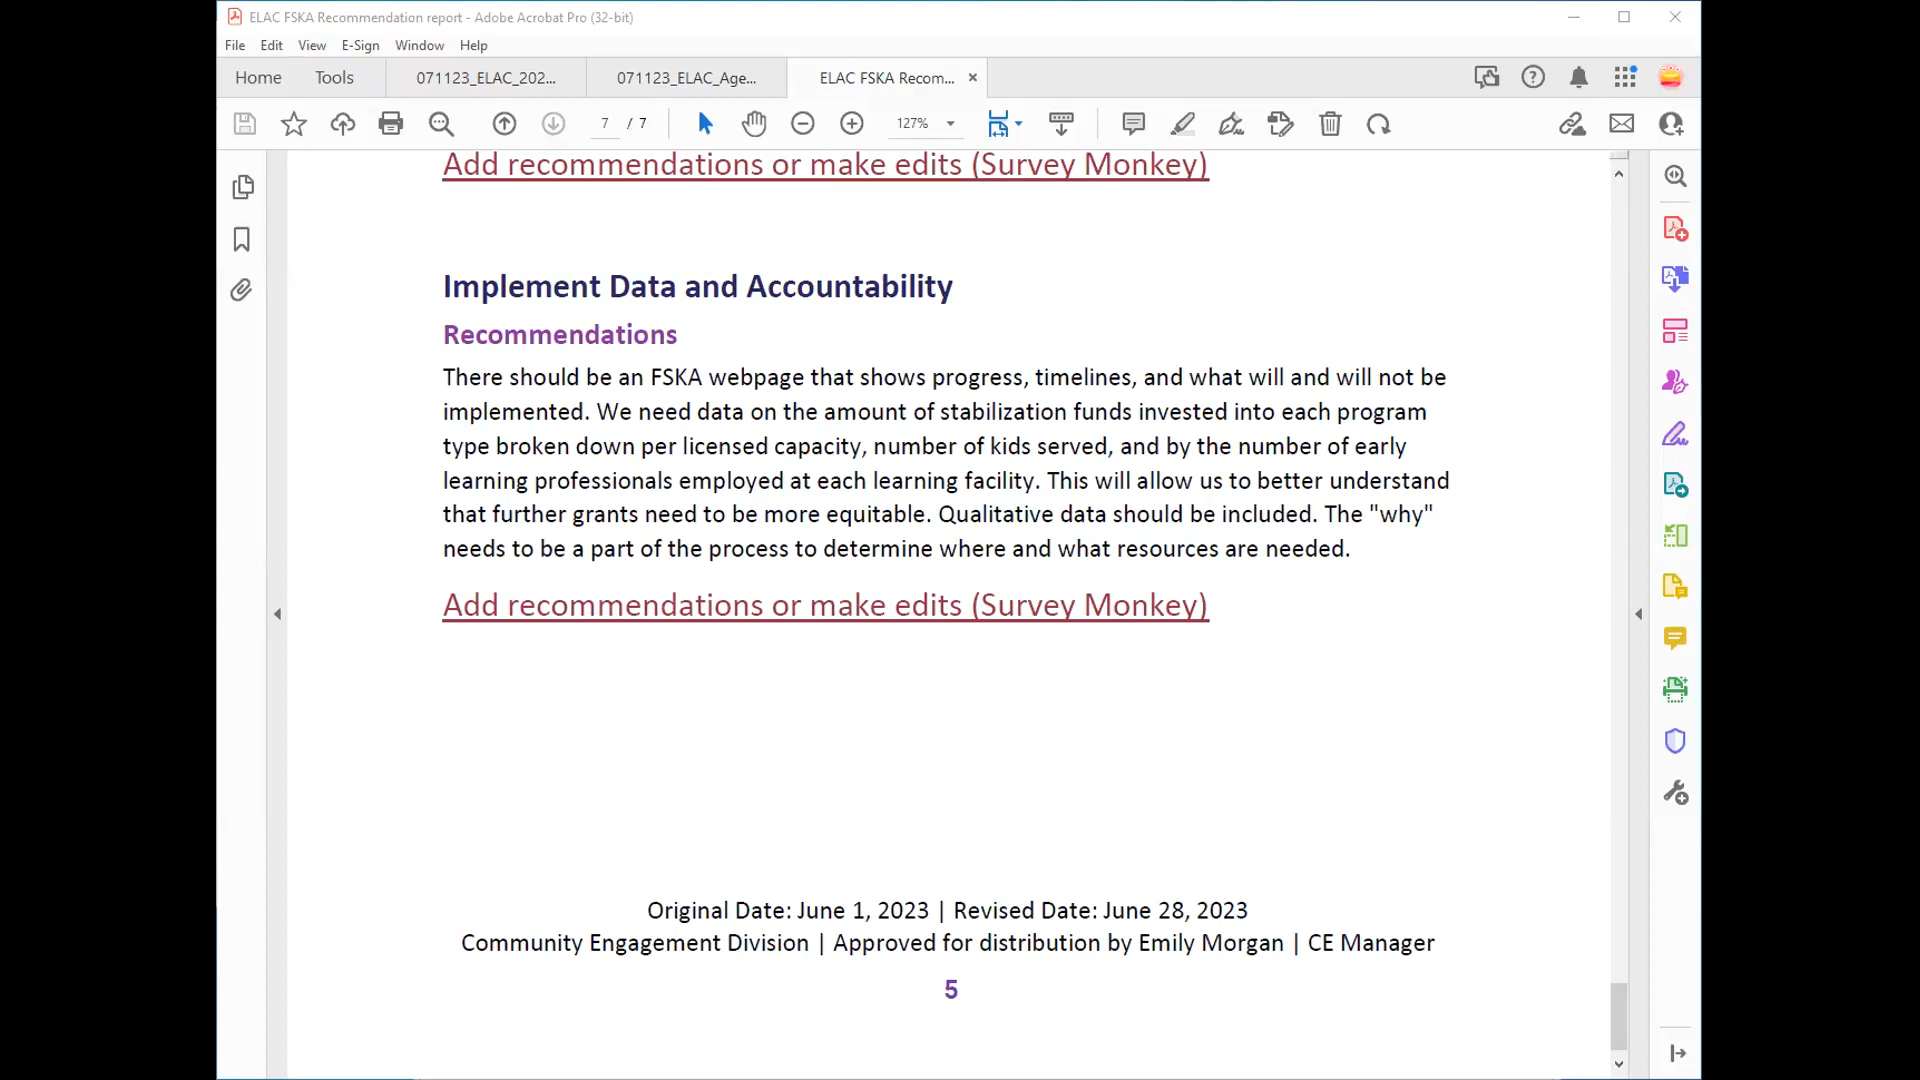 ELAC FSKA Recommendation report - Adobe Acrobat Pro (32-bit)
File Edit View E-Sign Window Help
Home Tools 071123_ELAC_202... 071123_ELAC_Age... ELAC FSKA Recom... ×
7 / 7 127%
Add recommendations or make edits (Survey Monkey)
Implement Data and Accountability
Recommendations
There should be an FSKA webpage that shows progress, timelines, and what will and will not be
implemented. We need data on the amount of stabilization funds invested into each program
type broken down per licensed capacity, number of kids served, and by the number of early
learning professionals employed at each learning facility. This will allow us to better understand
that further grants need to be more equitable. Qualitative data should be included. The "why"
needs to be a part of the process to determine where and what resources are needed.
Add recommendations or make edits (Survey Monkey)
Original Date: June 1, 2023 | Revised Date: June 28, 2023
Community Engagement Division | Approved for distribution by Emily Morgan | CE Manager
5